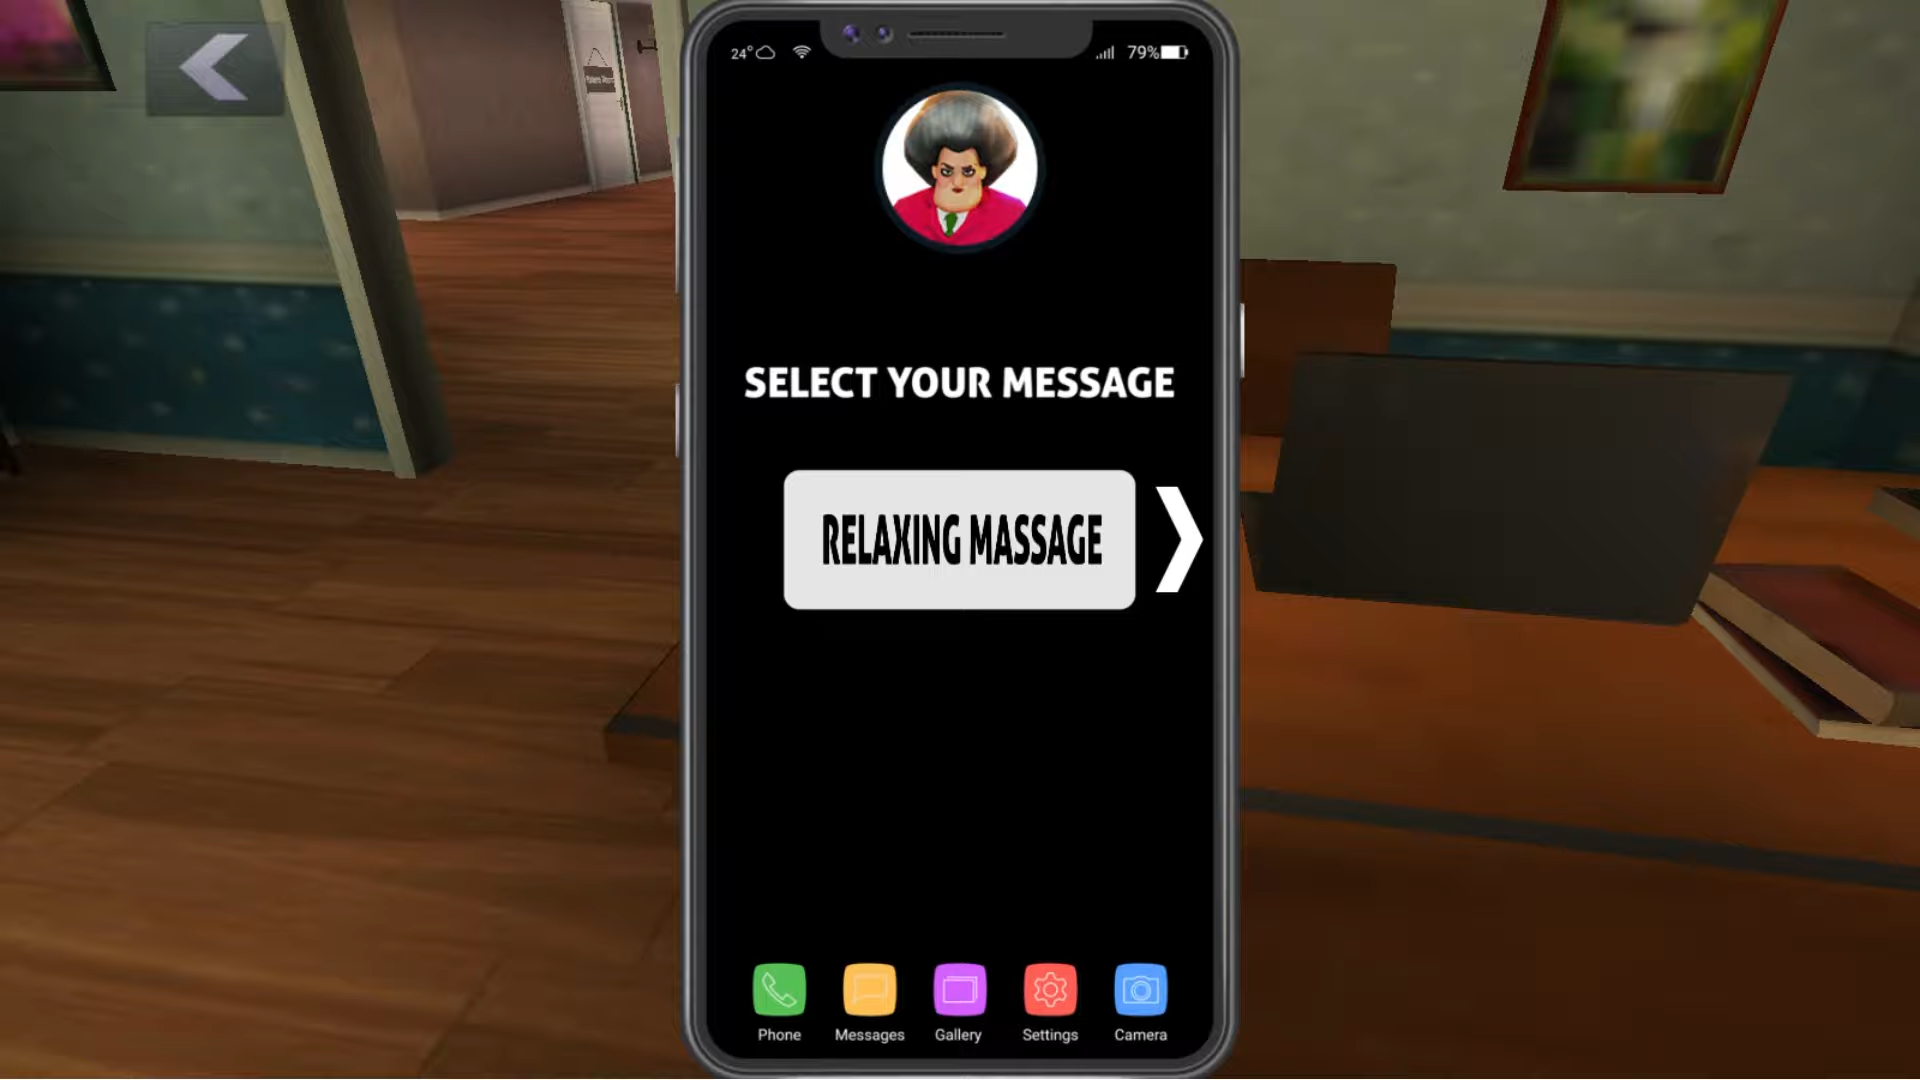 24°
79%
SELECT YOUR MESSAGE
RELAXING MASSAGE
Phone
Messages
Gallery
Settings
Camera